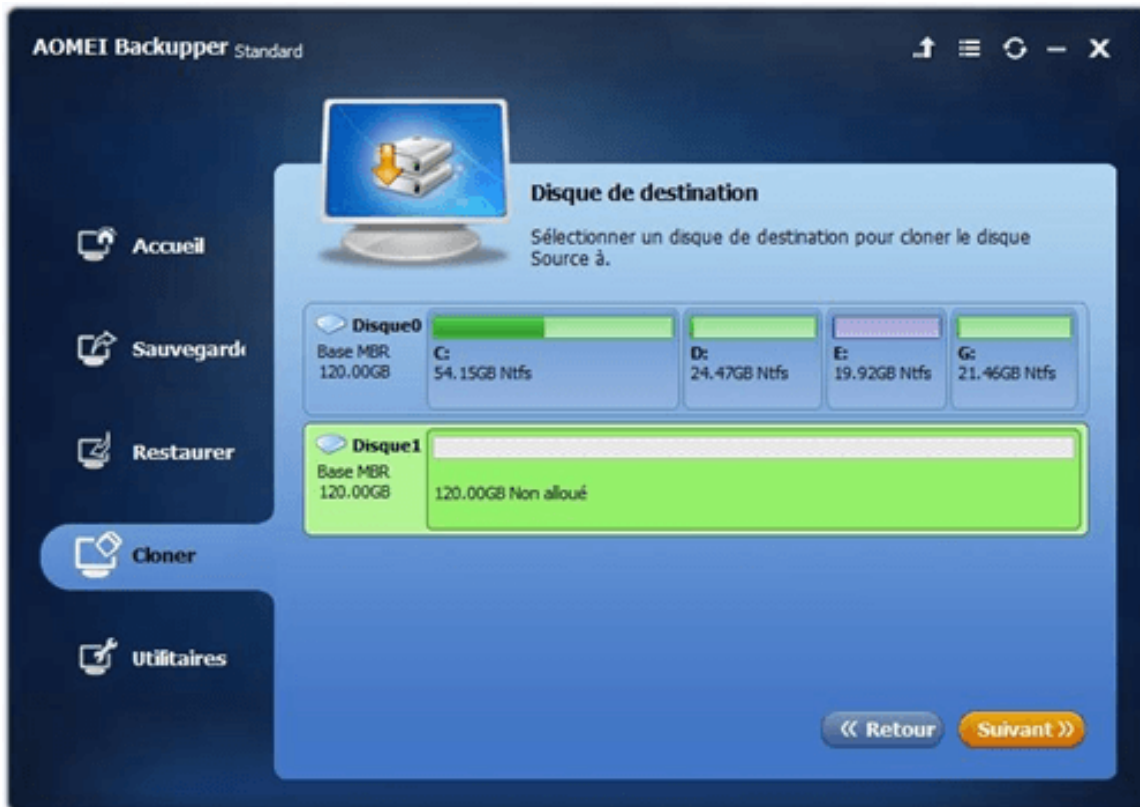 AOMEI Backupper Standard
Disque de destination
Sélectionner un disque de destination pour cloner le disque
Source à.
Accueil
Sauvegard
Restaurer
Cloner
Utilitaires
Disque0
Base MBR
120.00GB
C:
54.15GB Ntfs
D:
24.47GB Ntfs
E:
19.92GB Ntfs
G:
21.46GB Ntfs
Disque1
Base MBR
120.00GB
120.00GB Non alloué
« Retour
Suivant »